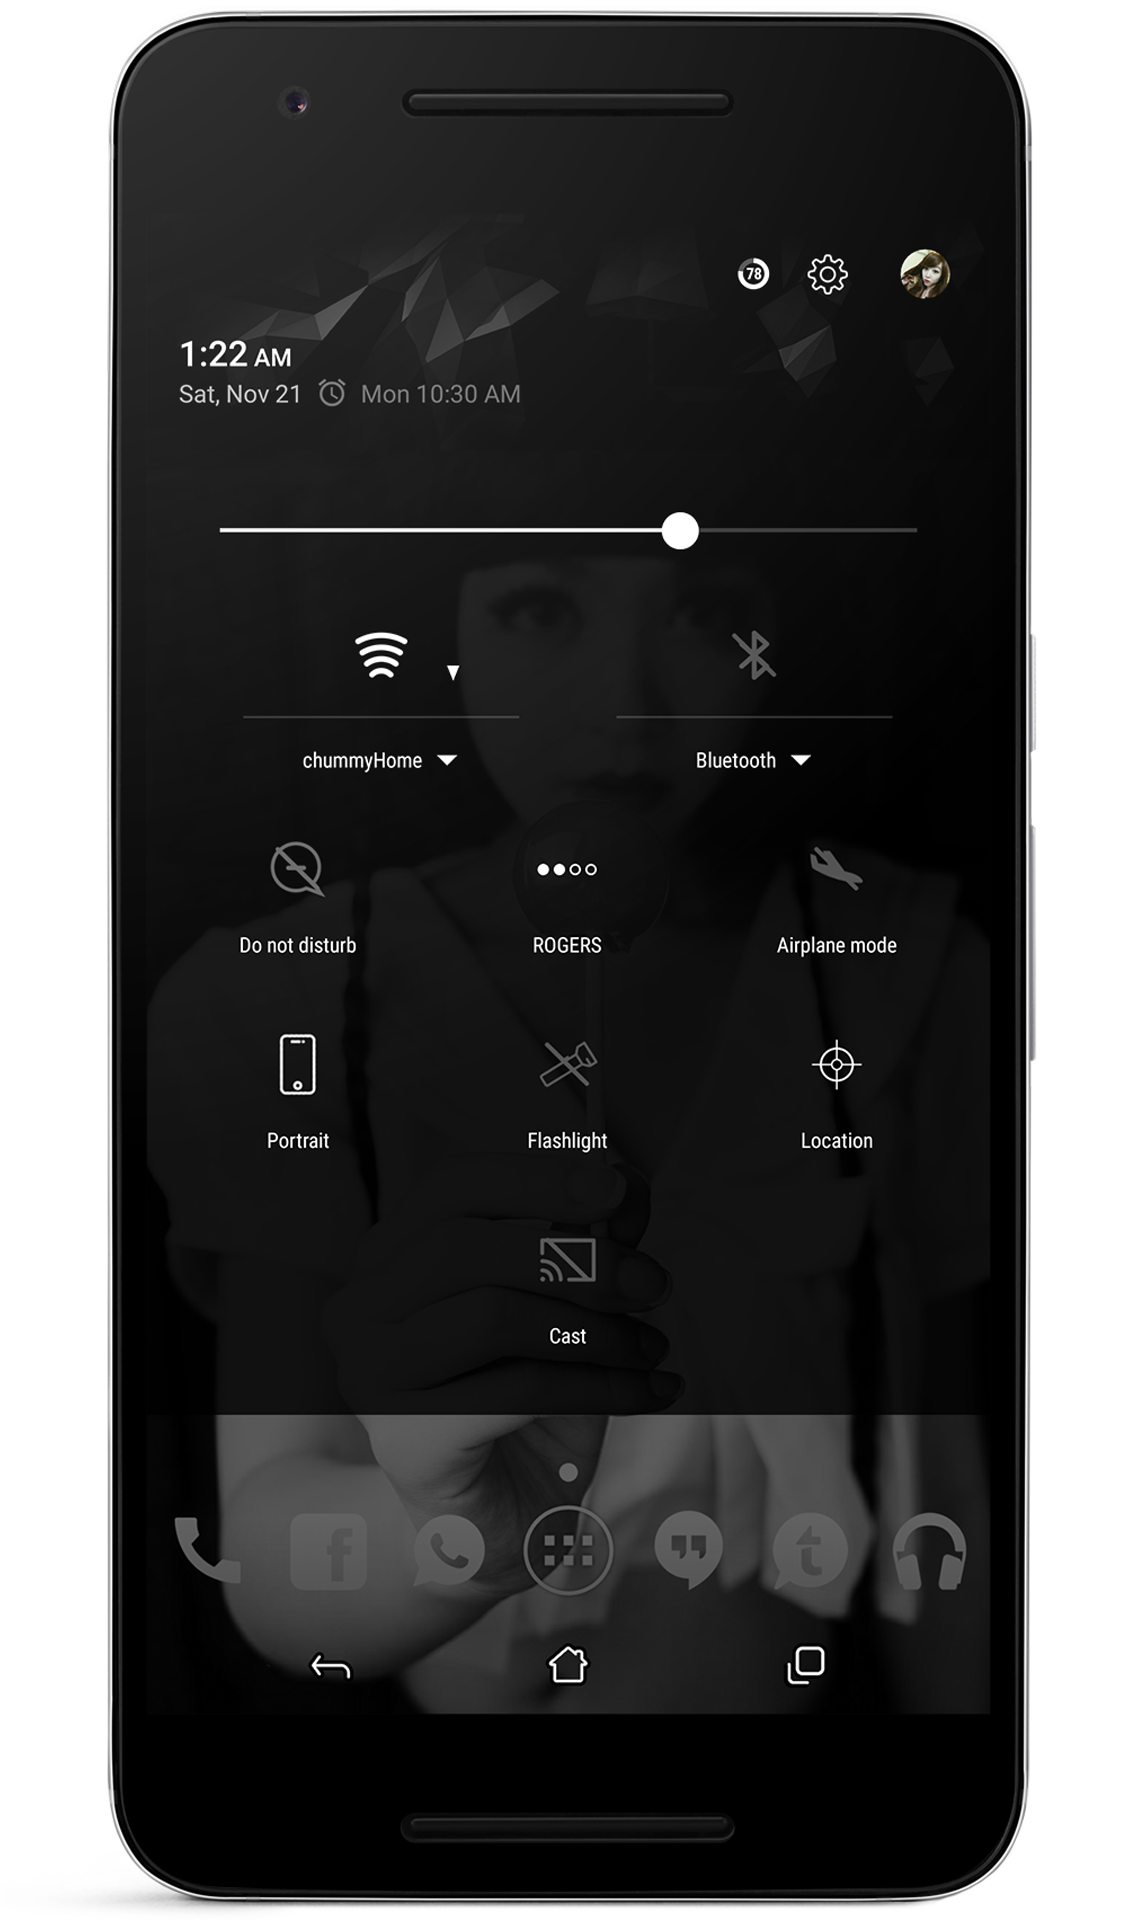 78
1:22 AM
Sat, Nov 21 Mon 10:30 AM
chummyHome
Bluetooth
Do not disturb
ROGERS
Airplane mode
Portrait
Flashlight
Location
Cast